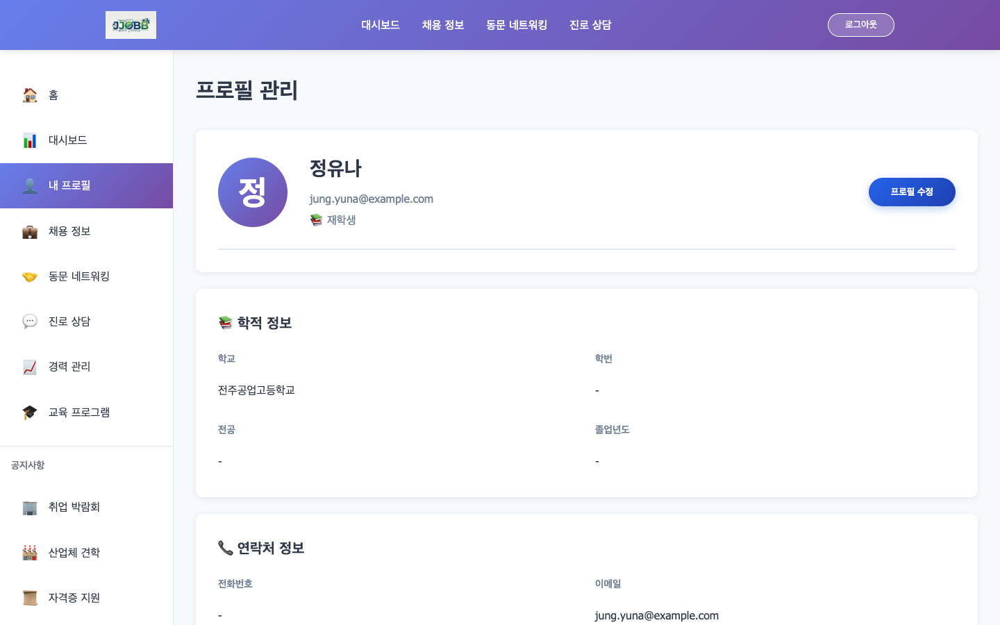 JJOBB
대시보드
채용 정보
동문 네트워킹
진로 상담
로그아웃
홈
대시보드
내 프로필
채용 정보
동문 네트워킹
진로 상담
경력 관리
교육 프로그램
공지사항
취업 박람회
산업체 견학
자격증 지원
프로필 관리
정
정유나
jung.yuna@example.com
재학생
프로필 수정
학적 정보
학교
전주공업고등학교
학번
-
전공
-
졸업년도
-
연락처 정보
전화번호
-
이메일
jung.yuna@example.com